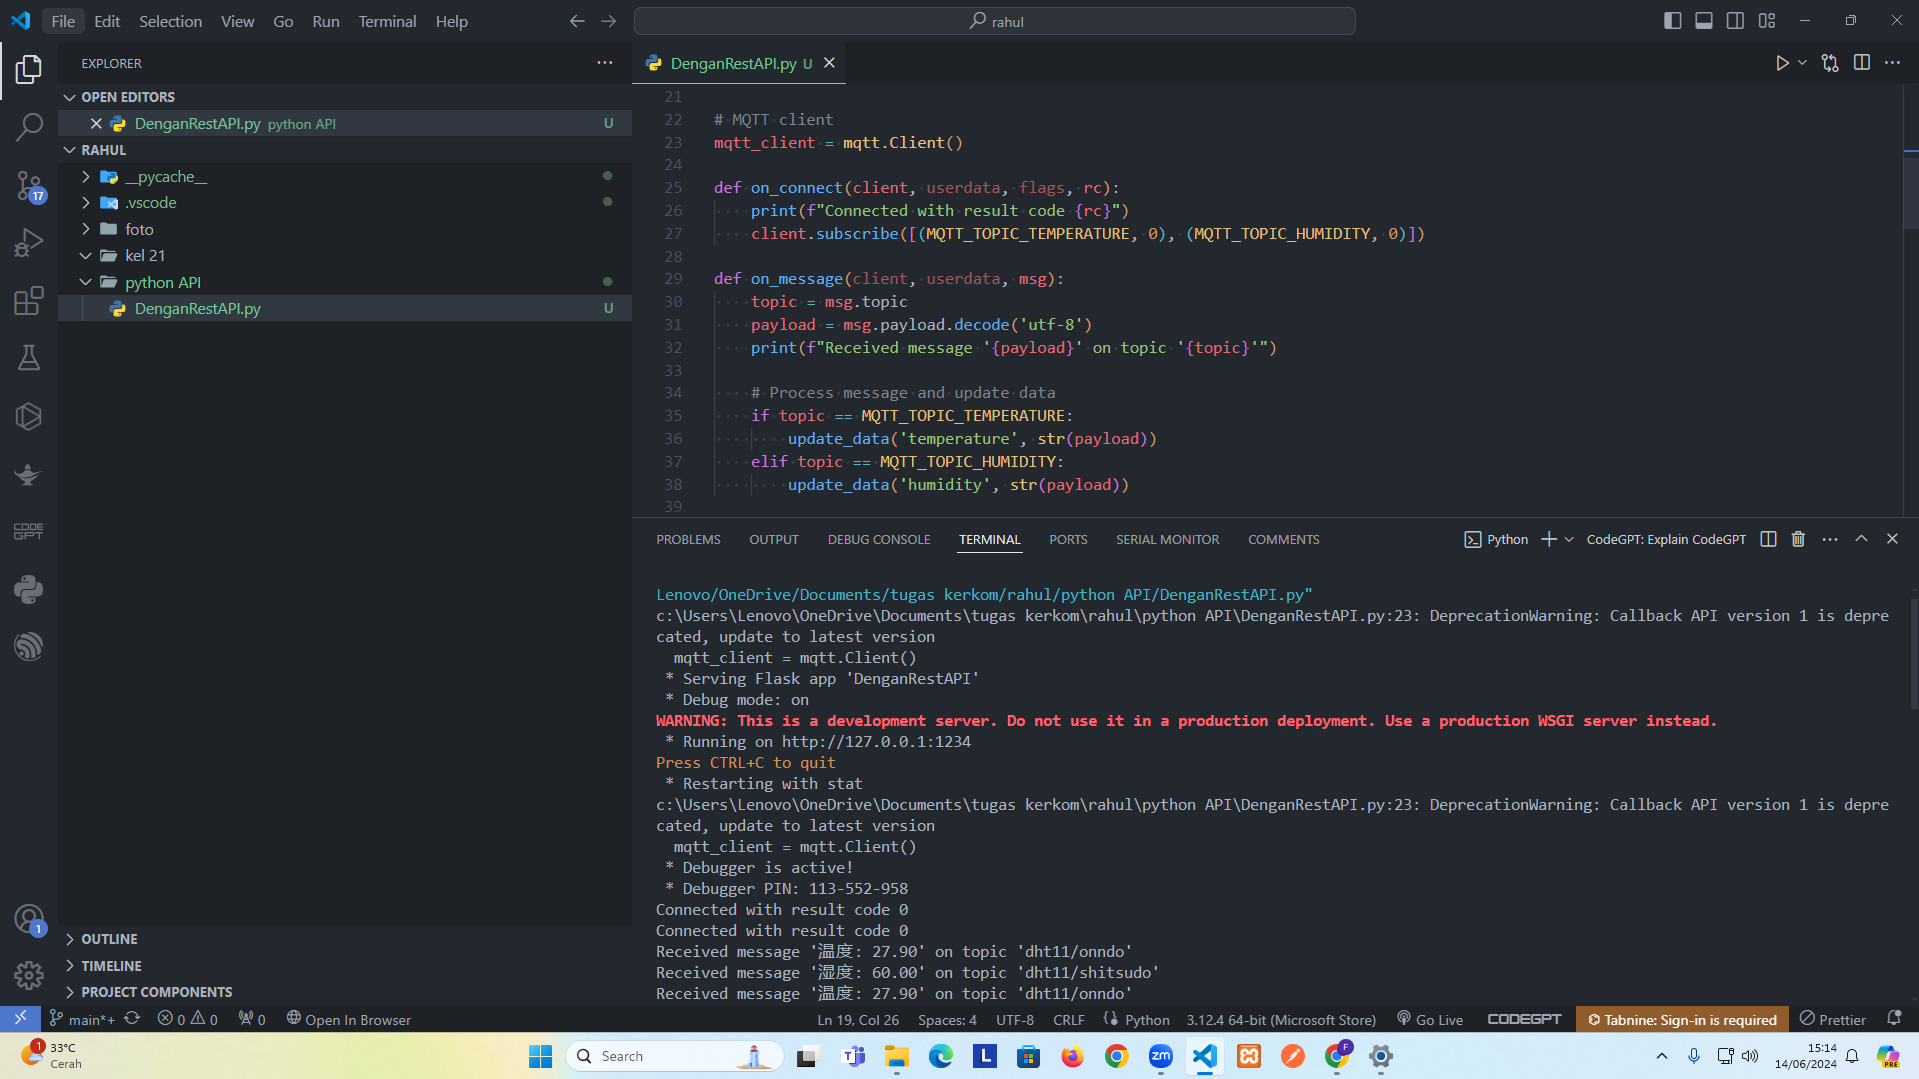 File Edit Selection View Go Run Terminal Help
rahul
EXPLORER
OPEN EDITORS
DenganRestAPI.py python API U
RAHUL
__pycache__
.vscode
foto
kel 21
python API
DenganRestAPI.py U
OUTLINE
TIMELINE
PROJECT COMPONENTS
17
CODE GPT
1
DenganRestAPI.py U
21
22 # MQTT client
23 mqtt_client = mqtt.Client()
24
25 def on_connect(client, userdata, flags, rc):
26 print(f"Connected with result code {rc}")
27 client.subscribe([(MQTT_TOPIC_TEMPERATURE, 0), (MQTT_TOPIC_HUMIDITY, 0)])
28
29 def on_message(client, userdata, msg):
30 topic = msg.topic
31 payload = msg.payload.decode('utf-8')
32 print(f"Received message '{payload}' on topic '{topic}'")
33
34 # Process message and update data
35 if topic == MQTT_TOPIC_TEMPERATURE:
36 update_data('temperature', str(payload))
37 elif topic == MQTT_TOPIC_HUMIDITY:
38 update_data('humidity', str(payload))
39
PROBLEMS OUTPUT DEBUG CONSOLE TERMINAL PORTS SERIAL MONITOR COMMENTS Python CodeGPT: Explain CodeGPT
Lenovo/OneDrive/Documents/tugas kerkom/rahul/python API/DenganRestAPI.py"
c:\Users\Lenovo\OneDrive\Documents\tugas kerkom\rahul\python API\DenganRestAPI.py:23: DeprecationWarning: Callback API version 1 is depre
cated, update to latest version
mqtt_client = mqtt.Client()
* Serving Flask app 'DenganRestAPI'
* Debug mode: on
WARNING: This is a development server. Do not use it in a production deployment. Use a production WSGI server instead.
* Running on http://127.0.0.1:1234
Press CTRL+C to quit
* Restarting with stat
c:\Users\Lenovo\OneDrive\Documents\tugas kerkom\rahul\python API\DenganRestAPI.py:23: DeprecationWarning: Callback API version 1 is depre
cated, update to latest version
mqtt_client = mqtt.Client()
* Debugger is active!
* Debugger PIN: 113-552-958
Connected with result code 0
Connected with result code 0
Received message '温度: 27.90' on topic 'dht11/onndo'
Received message '湿度: 60.00' on topic 'dht11/shitsudo'
Received message '温度: 27.90' on topic 'dht11/onndo'
main*+ 0 0 0 Open In Browser Ln 19, Col 26 Spaces: 4 UTF-8 CRLF Python 3.12.4 64-bit (Microsoft Store) Go Live CODEGPT Tabnine: Sign-in is required Prettier
1 33°C
Cerah
Search
L
zm
F
15:14
14/06/2024
PRE